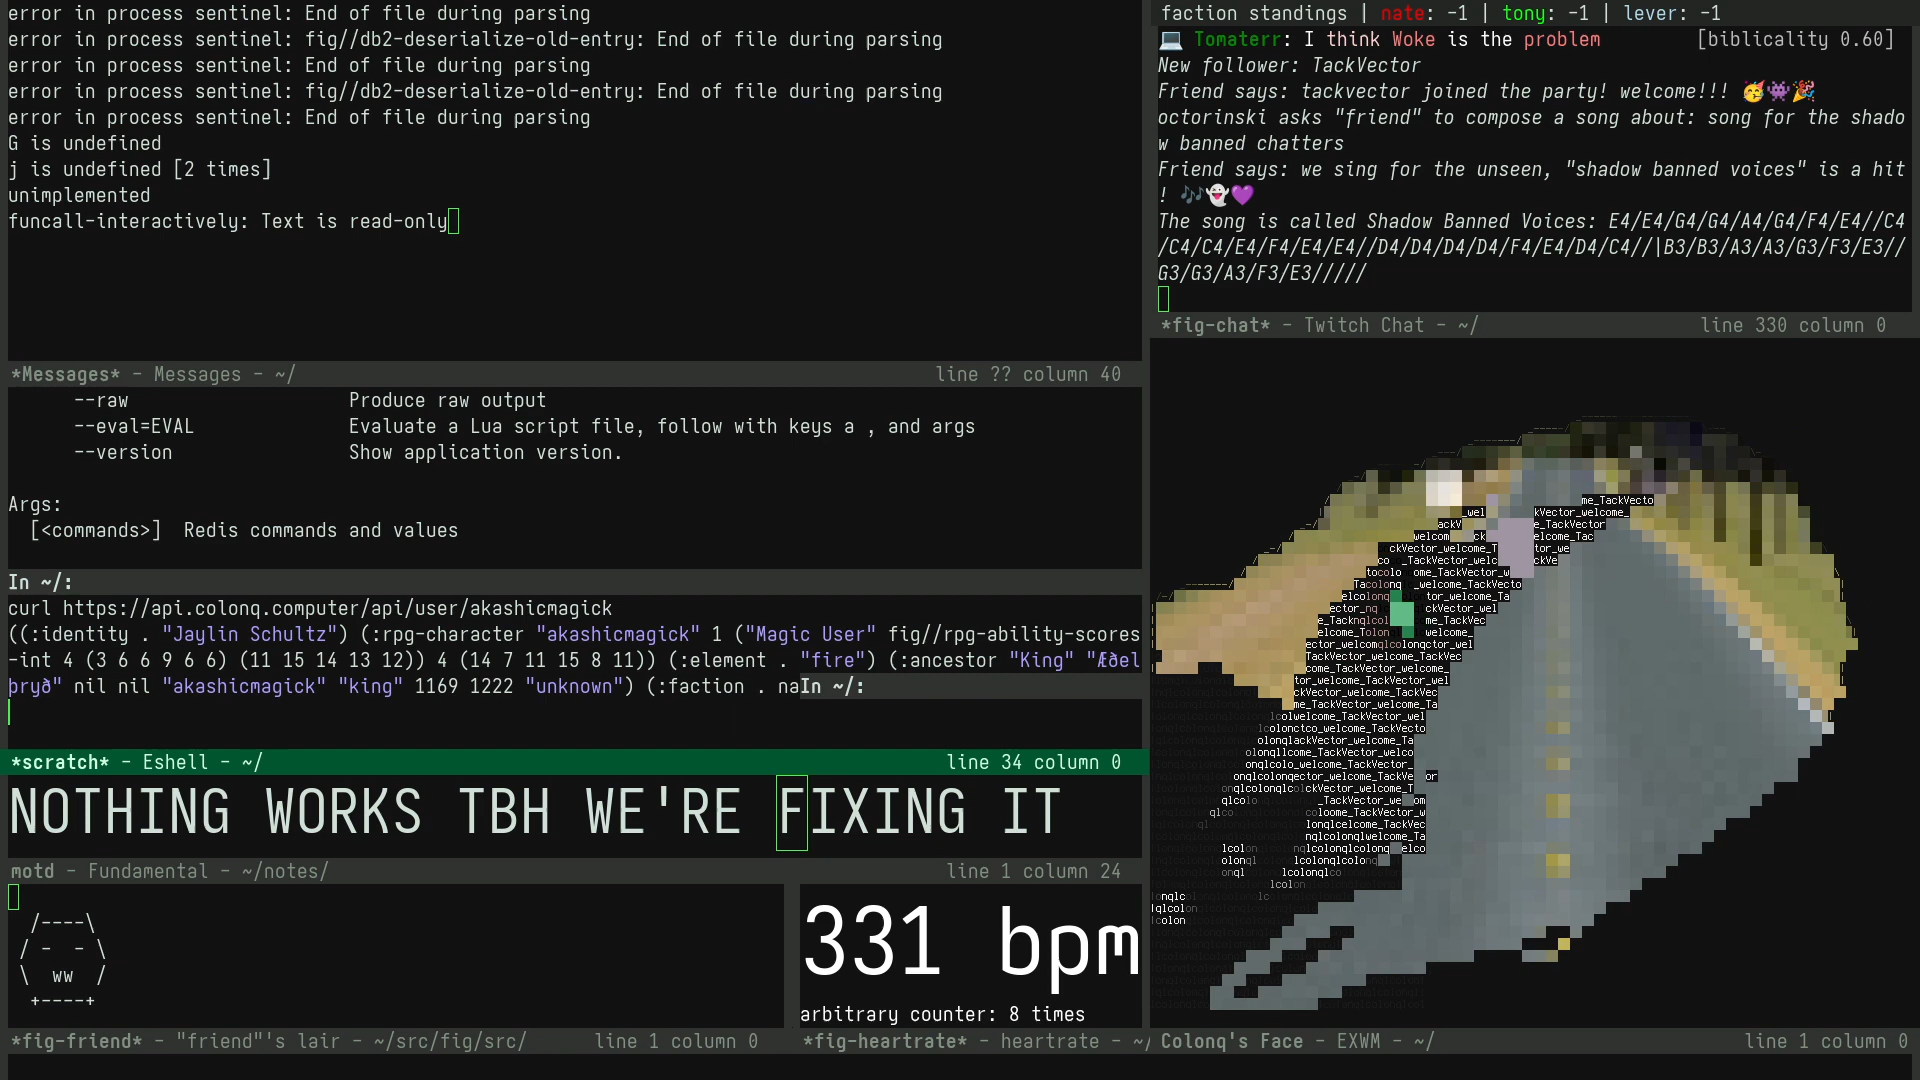 error in process sentinel: End of file during parsing
error in process sentinel: fig//db2-deserialize-old-entry: End of file during parsing
error in process sentinel: End of file during parsing
error in process sentinel: fig//db2-deserialize-old-entry: End of file during parsing
error in process sentinel: End of file during parsing
G is undefined
j is undefined [2 times]
unimplemented
funcall-interactively: Text is read-only
*Messages* - Messages - ~/ line ?? column 40
--raw Produce raw output
--eval=EVAL Evaluate a Lua script file, follow with keys a , and args
--version Show application version.
Args:
[<commands>] Redis commands and values
In ~/:
curl https://api.colonq.computer/api/user/akashicmagick
((:identity . "Jaylin Schultz") (:rpg-character "akashicmagick" 1 ("Magic User" fig//rpg-ability-scores
-int 4 (3 6 6 9 6 6) (11 15 14 13 12)) 4 (14 7 11 15 8 11)) (:element . "fire") (:ancestor "King" "Æðel
þryð" nil nil "akashicmagick" "king" 1169 1222 "unknown") (:faction . naIn ~/:
*scratch* - Eshell - ~/ line 34 column 0
NOTHING WORKS TBH WE'RE FIXING IT
motd - Fundamental - ~/notes/ line 1 column 24
/----\
/ -  - \
\  ww  /
+----+
*fig-friend* - "friend"'s lair - ~/src/fig/src/ line 1 column 0
331 bpm
arbitrary counter: 8 times
*fig-heartrate* - heartrate - ~/
faction standings | nate: -1 | tony: -1 | lever: -1
💻 Tomaterr: I think Woke is the problem [biblicality 0.60]
New follower: TackVector
Friend says: tackvector joined the party! welcome!!! 🥳👾🎉
octorinski asks "friend" to compose a song about: song for the shado
w banned chatters
Friend says: we sing for the unseen, "shadow banned voices" is a hit
! 🎶👻💜
The song is called Shadow Banned Voices: E4/E4/G4/G4/A4/G4/F4/E4//C4
/C4/C4/E4/F4/E4/E4//D4/D4/D4/D4/F4/E4/D4/C4//|B3/B3/A3/A3/G3/F3/E3//
G3/G3/A3/F3/E3/////
*fig-chat* - Twitch Chat - ~/ line 330 column 0
me_TackVecto
kVector_welcome_
e_TackVector
ckVector_welcome_T
_TackVector_wel
ome_TackVector_w
_welcome_TackVecto
TackVector_welcome_TackVec
come_TackVector_welcome_Ta
tor_welcome_TackVector_wel
ckVector_welcome_TackVec
me_TackVector_welcome_Ta
Colonq's Face - EXWM - ~/ line 1 column 0